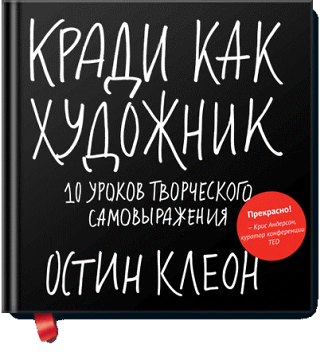 КРАДИ КАК
ХУДОЖНИК
10 УРОКОВ ТВОРЧЕСКОГО
САМОВЫРАЖЕНИЯ
Прекрасно!
— Крис Андерсон,
куратор конференции
TED
ОСТИН КЛЕОН